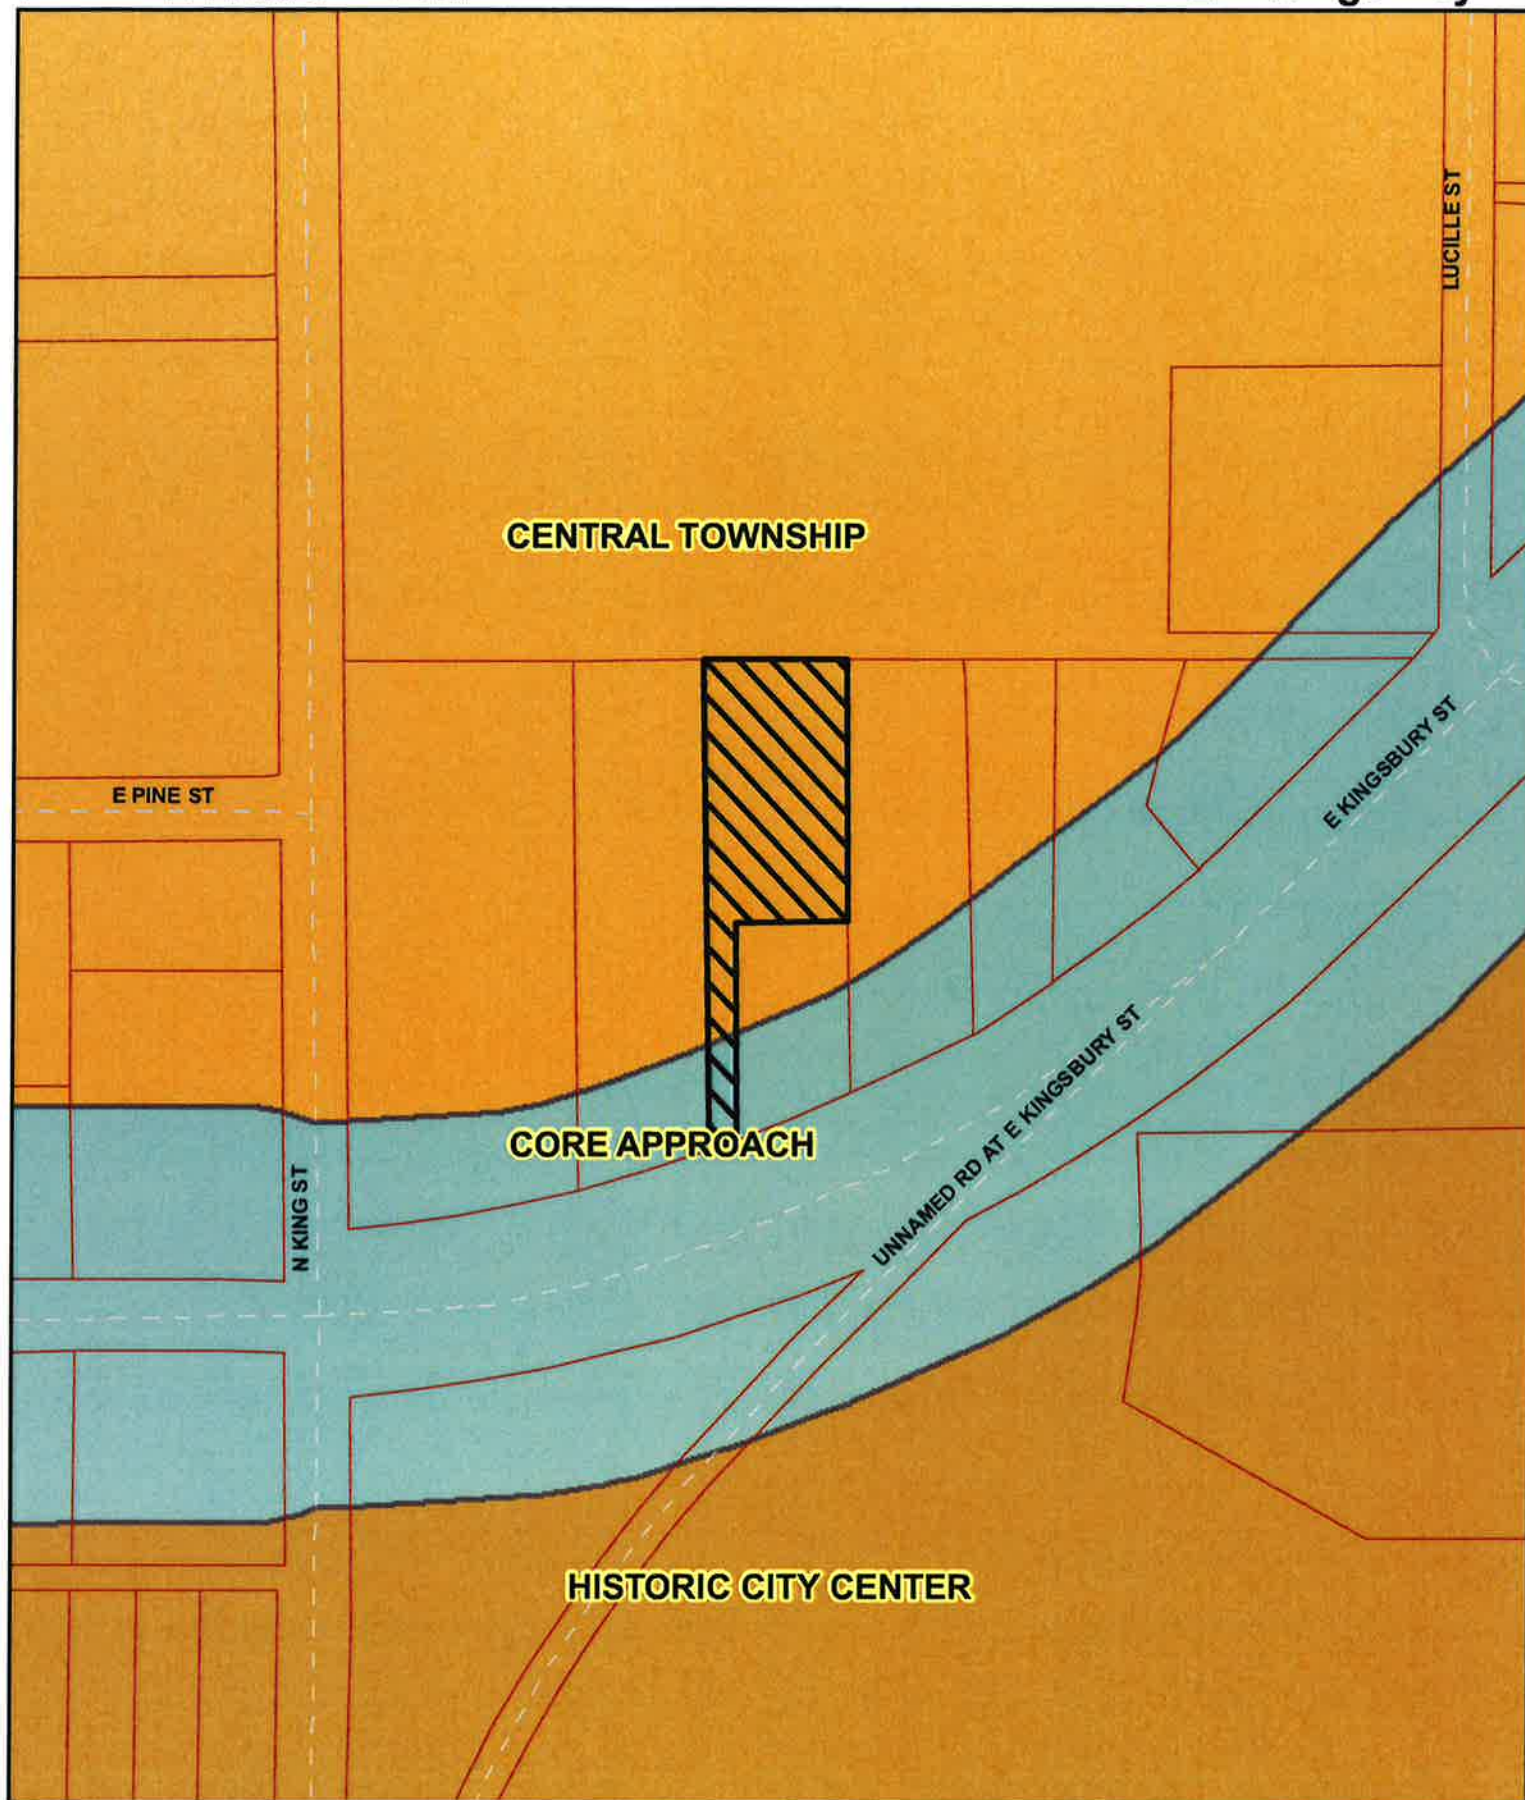 LUCILLE ST
CENTRAL TOWNSHIP
E PINE ST
E KINGSBURY ST
UNNAMED RD AT E KINGSBURY ST
CORE APPROACH
N KING ST
HISTORIC CITY CENTER